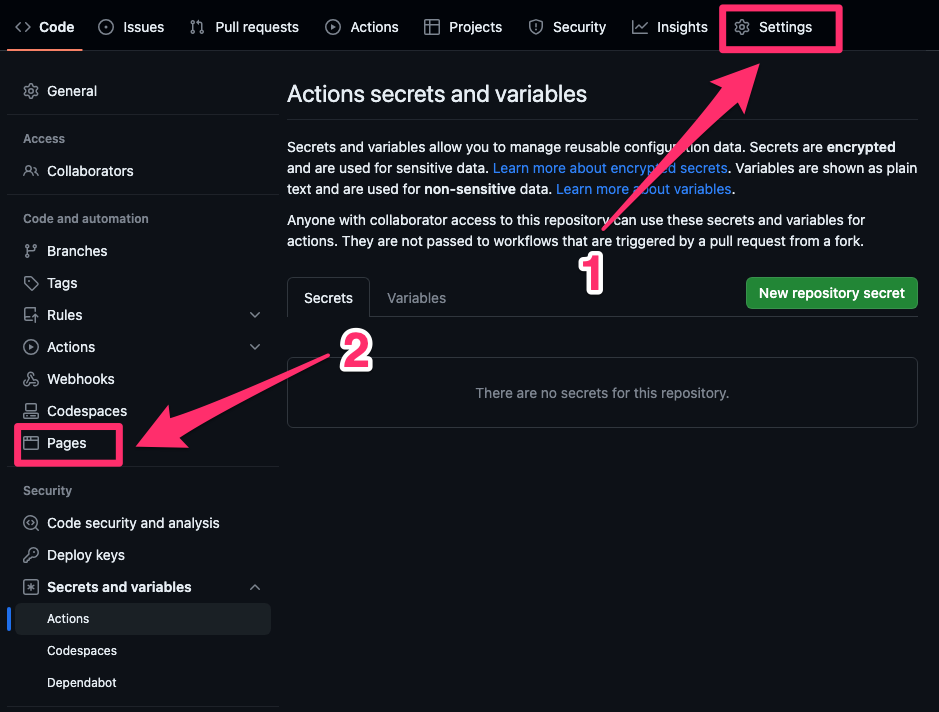 Code Issues Pull requests Actions Projects Security Insights Settings
General
Access
Collaborators
Code and automation
Branches
Tags
Rules
Actions
Webhooks
Codespaces
Pages
Security
Code security and analysis
Deploy keys
Secrets and variables
Actions
Codespaces
Dependabot
Actions secrets and variables
Secrets and variables allow you to manage reusable configuration data. Secrets are encrypted
and are used for sensitive data. Learn more about encrypted secrets. Variables are shown as plain
text and are used for non-sensitive data. Learn more about variables.
Anyone with collaborator access to this repository can use these secrets and variables for
actions. They are not passed to workflows that are triggered by a pull request from a fork.
1
Secrets Variables New repository secret
2
There are no secrets for this repository.